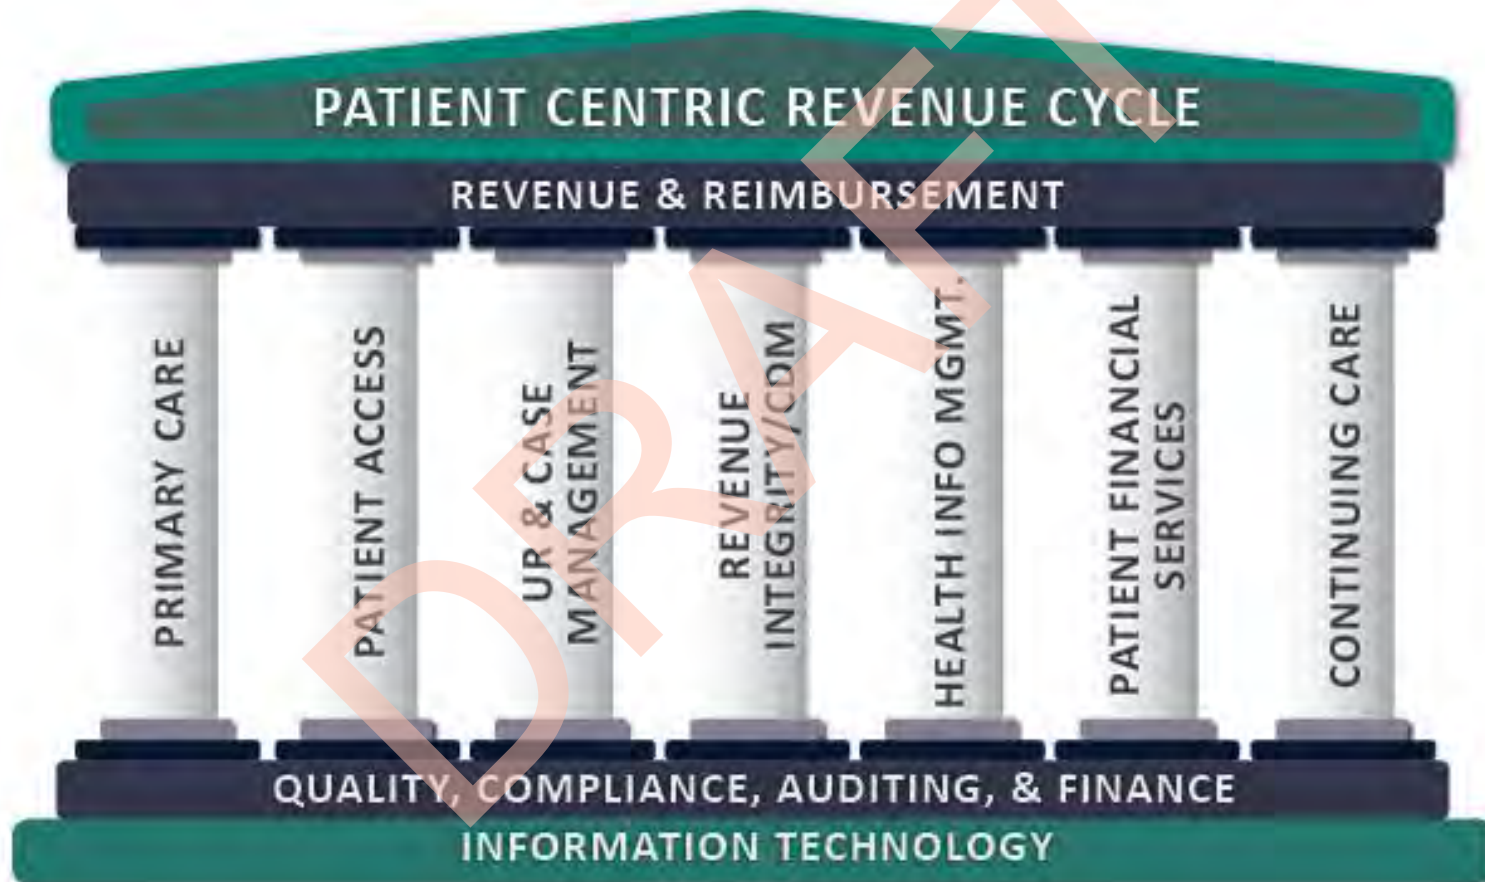 PATIENT CENTRIC REVENUE CYCLE
REVENUE & REIMBURSEMENT
PRIMARY CARE
PATIENT ACCESS
UR & CASE
MANAGEMENT
REVENUE
INTEGRITY/CDM
HEALTH INFO MGMT.
PATIENT FINANCIAL
SERVICES
CONTINUING CARE
QUALITY, COMPLIANCE, AUDITING, & FINANCE
INFORMATION TECHNOLOGY
DRAFT